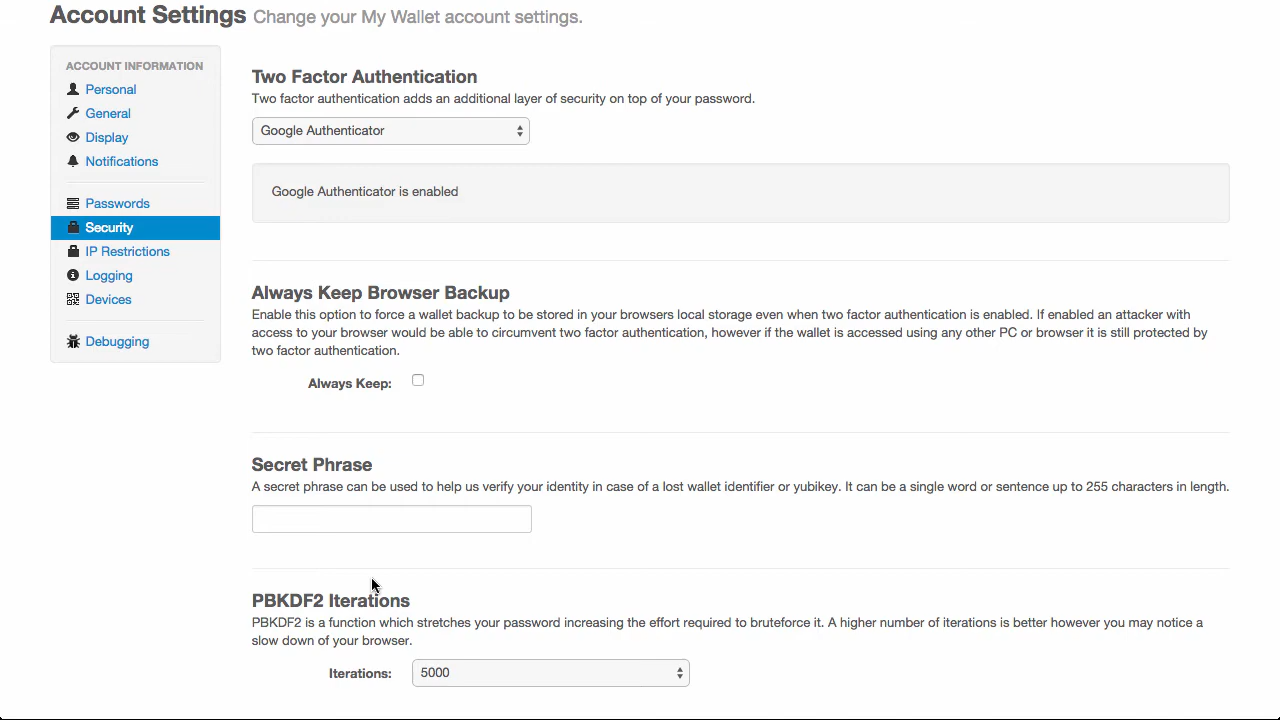 Account Settings Change your My Wallet account settings.
ACCOUNT INFORMATION
Personal
General
Display
Notifications
Passwords
Security
IP Restrictions
Logging
Devices
Debugging
Two Factor Authentication
Two factor authentication adds an additional layer of security on top of your password.
Google Authenticator
Google Authenticator is enabled
Always Keep Browser Backup
Enable this option to force a wallet backup to be stored in your browsers local storage even when two factor authentication is enabled. If enabled an attacker with
access to your browser would be able to circumvent two factor authentication, however if the wallet is accessed using any other PC or browser it is still protected by
two factor authentication.
Always Keep:
Secret Phrase
A secret phrase can be used to help us verify your identity in case of a lost wallet identifier or yubikey. It can be a single word or sentence up to 255 characters in length.
PBKDF2 Iterations
PBKDF2 is a function which stretches your password increasing the effort required to bruteforce it. A higher number of iterations is better however you may notice a
slow down of your browser.
Iterations: 5000